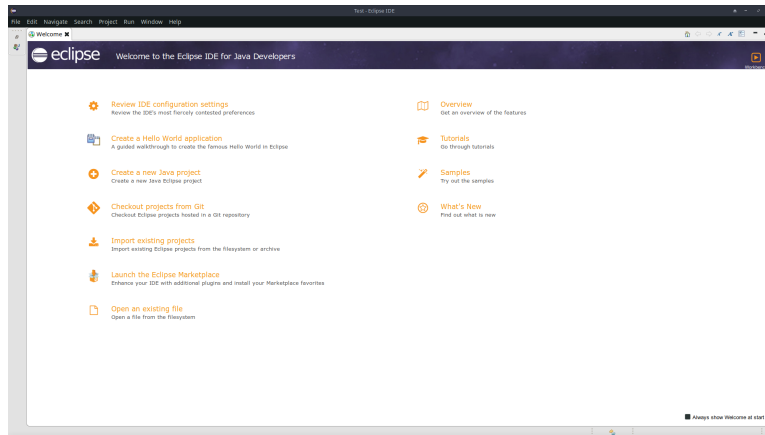 Test - Eclipse IDE
File Edit Navigate Search Project Run Window Help
Welcome
eclipse Welcome to the Eclipse IDE for Java Developers
Review IDE configuration settings
Review the IDE's most fiercely contested preferences
Create a Hello World application
A guided walkthrough to create the famous Hello World in Eclipse
Create a new Java project
Create a new Java Eclipse project
Checkout projects from Git
Checkout Eclipse projects hosted in a Git repository
Import existing projects
Import existing Eclipse projects from the filesystem or archive
Launch the Eclipse Marketplace
Enhance your IDE with additional plugins and install your Marketplace favorites
Open an existing file
Open a file from the filesystem
Overview
Get an overview of the features
Tutorials
Go through tutorials
Samples
Try out the samples
What's New
Find out what is new
Always show Welcome at start